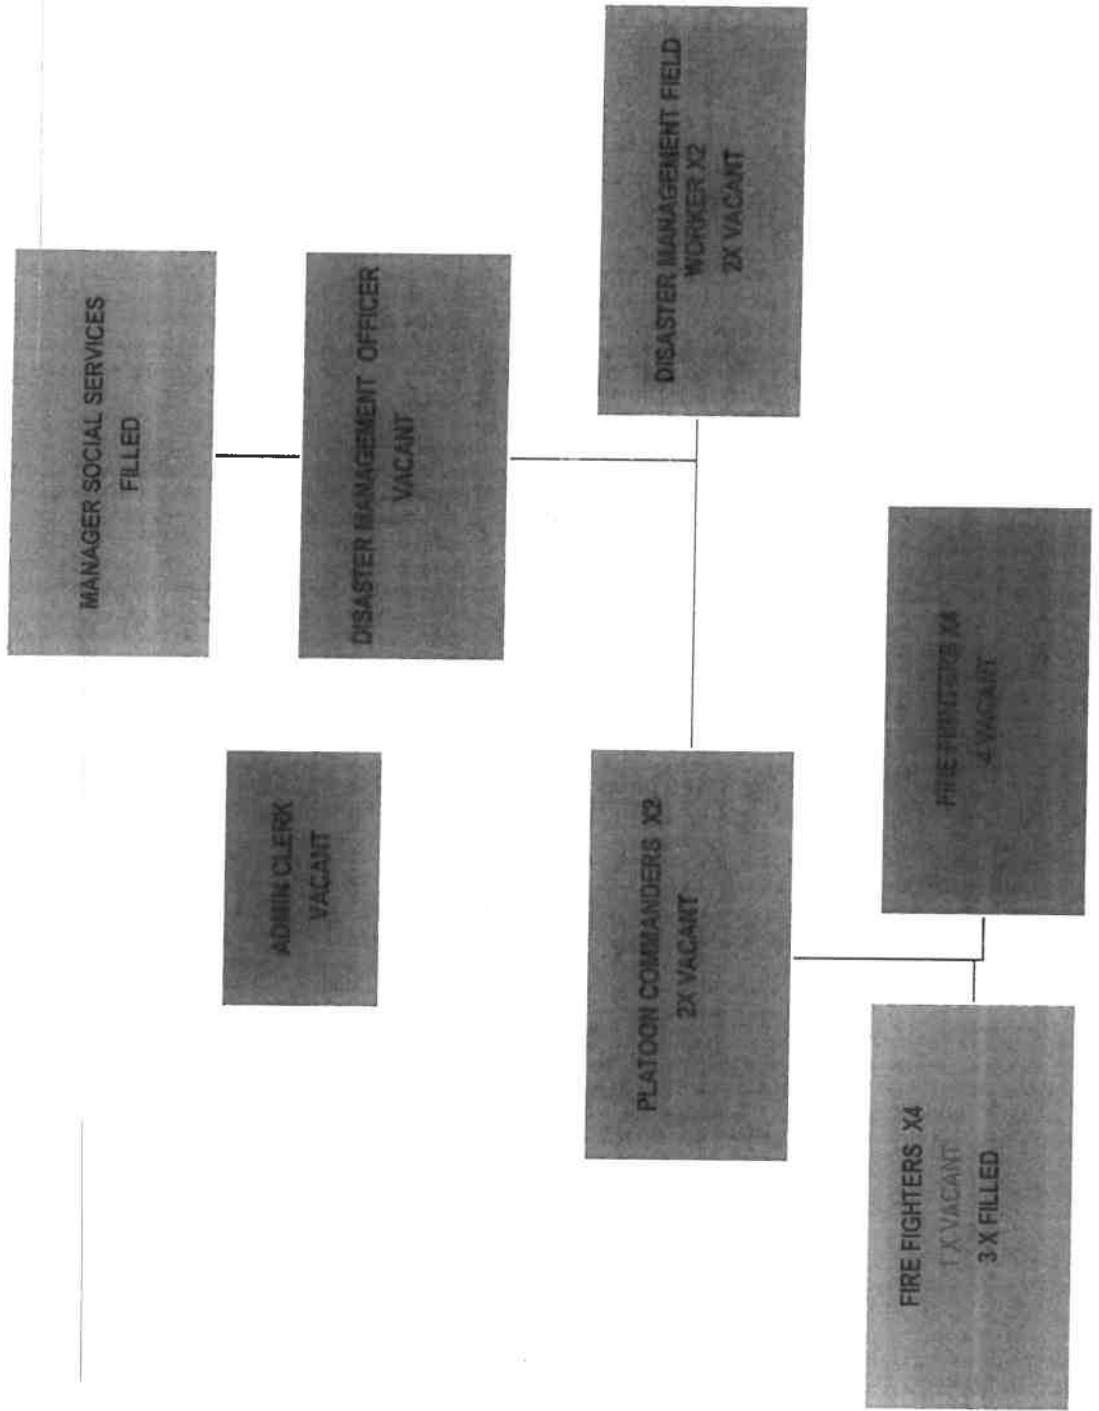 MANAGER SOCIAL SERVICES
FILLED
DISASTER MANAGEMENT OFFICER
VACANT
ADMIN CLERK
VACANT
PLATOON COMMANDERS X2
2X VACANT
DISASTER MANAGEMENT FIELD
WORKER X2
2X VACANT
FIRE FIGHTERS X4
1 X VACANT
3 X FILLED
FIRE FIGHTERS X4
4 VACANT